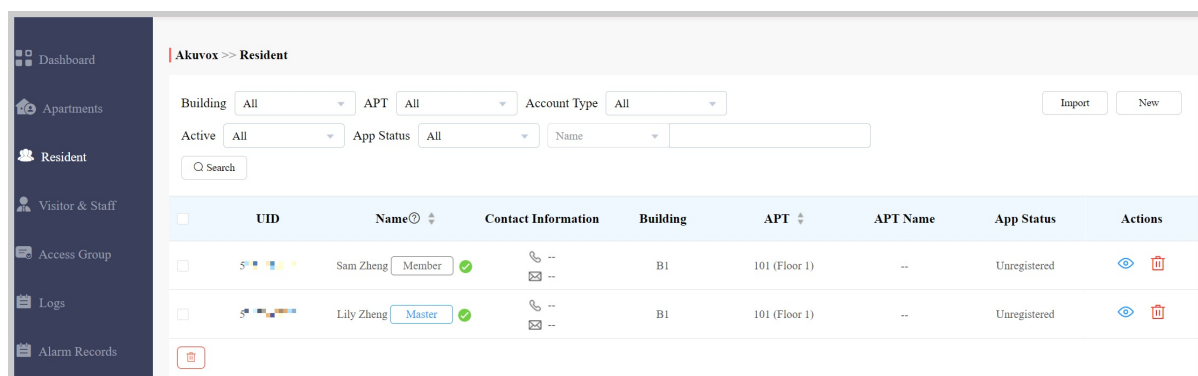 Dashboard
Apartments
Resident
Visitor & Staff
Access Group
Logs
Alarm Records
Akuvox >> Resident
Building All APT All Account Type All Import New
Active All App Status All Name
Search
UID Name Contact Information Building APT APT Name App Status Actions
5 Sam Zheng Member -- B1 101 (Floor 1) -- Unregistered
--
5 Lily Zheng Master -- B1 101 (Floor 1) -- Unregistered
--